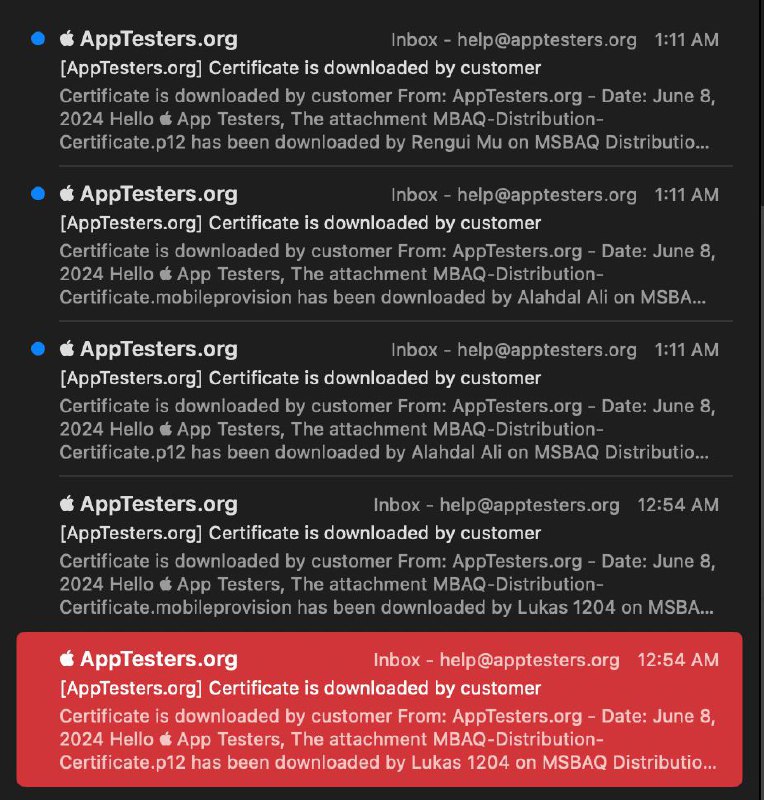 AppTesters.org Inbox - help@apptesters.org 1:11 AM
[AppTesters.org] Certificate is downloaded by customer
Certificate is downloaded by customer From: AppTesters.org - Date: June 8,
2024 Hello  App Testers, The attachment MBAQ-Distribution-
Certificate.p12 has been downloaded by Rengui Mu on MSBAQ Distributio...
AppTesters.org Inbox - help@apptesters.org 1:11 AM
[AppTesters.org] Certificate is downloaded by customer
Certificate is downloaded by customer From: AppTesters.org - Date: June 8,
2024 Hello  App Testers, The attachment MBAQ-Distribution-
Certificate.mobileprovision has been downloaded by Alahdal Ali on MSBA...
AppTesters.org Inbox - help@apptesters.org 1:11 AM
[AppTesters.org] Certificate is downloaded by customer
Certificate is downloaded by customer From: AppTesters.org - Date: June 8,
2024 Hello  App Testers, The attachment MBAQ-Distribution-
Certificate.p12 has been downloaded by Alahdal Ali on MSBAQ Distributio...
AppTesters.org Inbox - help@apptesters.org 12:54 AM
[AppTesters.org] Certificate is downloaded by customer
Certificate is downloaded by customer From: AppTesters.org - Date: June 8,
2024 Hello  App Testers, The attachment MBAQ-Distribution-
Certificate.mobileprovision has been downloaded by Lukas 1204 on MSBA...
AppTesters.org Inbox - help@apptesters.org 12:54 AM
[AppTesters.org] Certificate is downloaded by customer
Certificate is downloaded by customer From: AppTesters.org - Date: June 8,
2024 Hello  App Testers, The attachment MBAQ-Distribution-
Certificate.p12 has been downloaded by Lukas 1204 on MSBAQ Distributio...